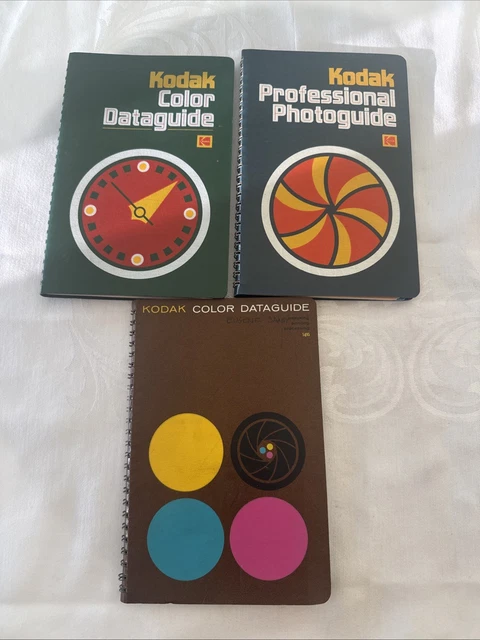 Kodak
Color
Dataguide
Kodak
Professional
Photoguide
KODAK COLOR DATAGUIDE